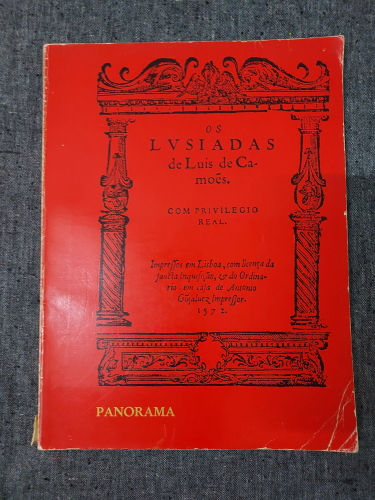 OS
LVSIADAS
de Luis de Ca-
moẽs.
COM PRIVILEGIO
REAL.
Impressos em Lisboa, com licença da
sancta Inquisição, & do Ordina-
rio: em casa de Antonio
Gõçaluez Impressor.
1572.
PANORAMA